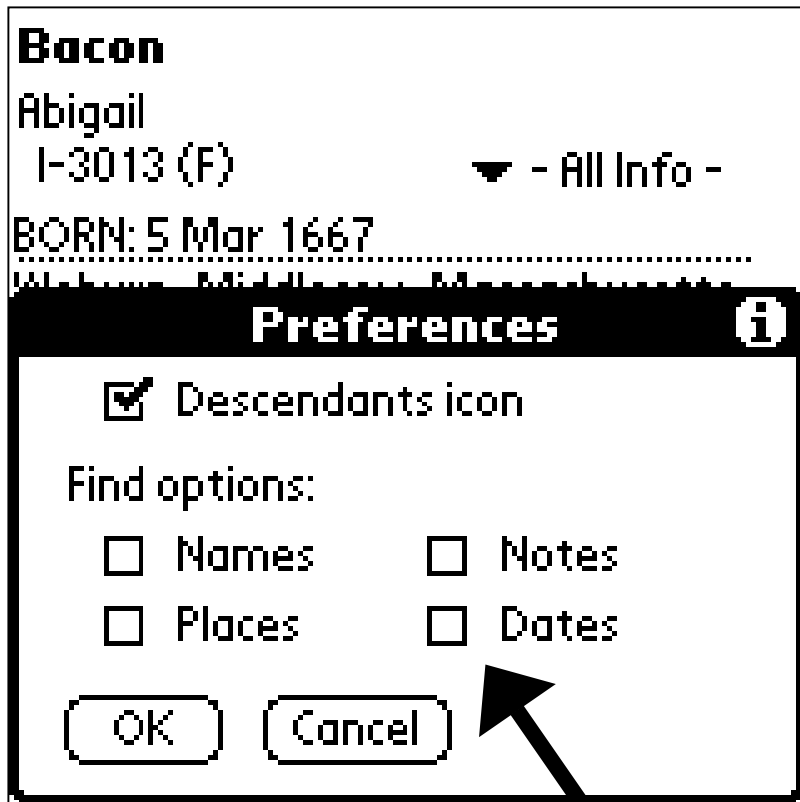 Bacon
Abigail
I-3013 (F) - All Info -
BORN: 5 Mar 1667
Preferences i
Descendants icon
Find options:
Names Notes
Places Dates
OK Cancel